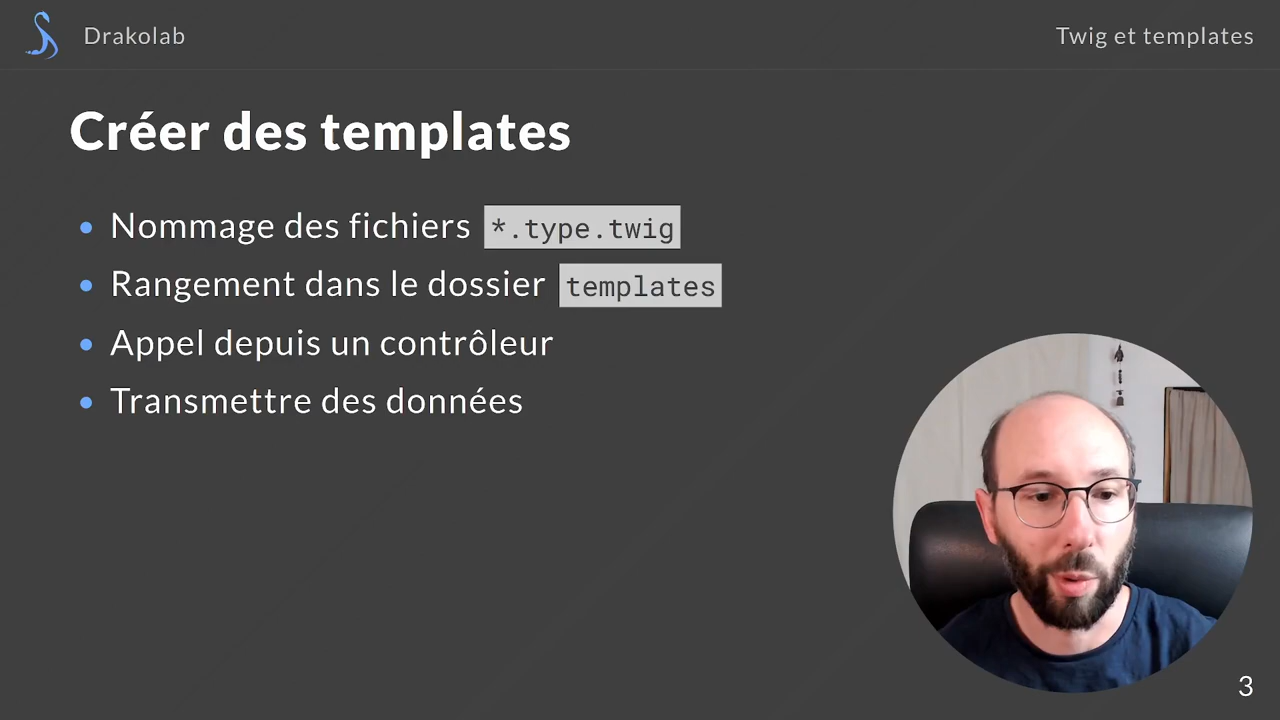 Drakolab
Twig et templates
Créer des templates
Nommage des fichiers *.type.twig
Rangement dans le dossier templates
Appel depuis un contrôleur
Transmettre des données
3